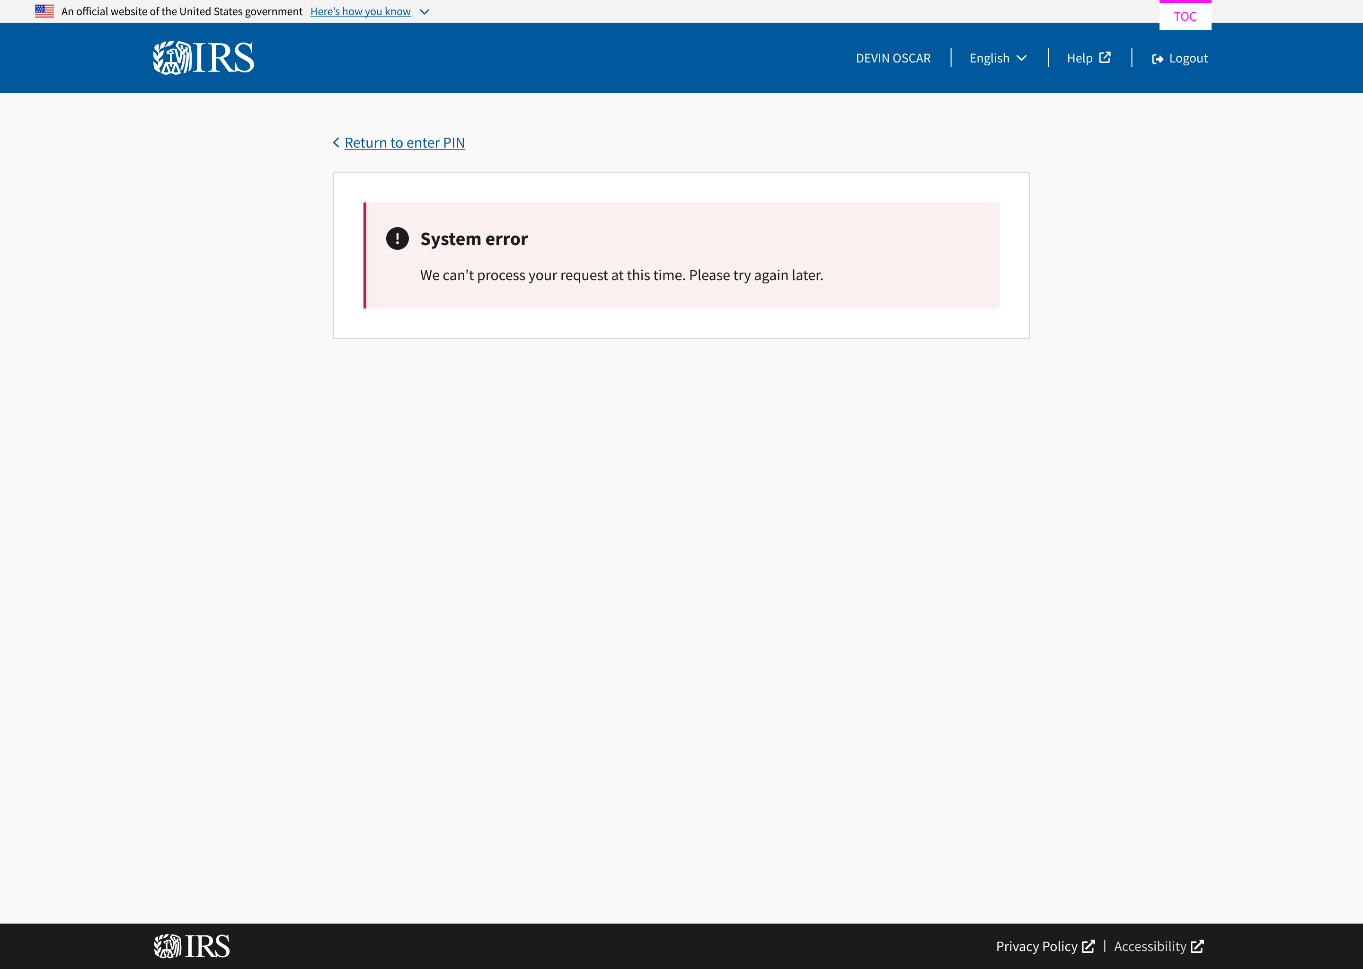 An official website of the United States government Here's how you know
TOC
IRS
DEVIN OSCAR
English
Help
Logout
Return to enter PIN
System error
We can’t process your request at this time. Please try again later.
IRS
Privacy Policy | Accessibility